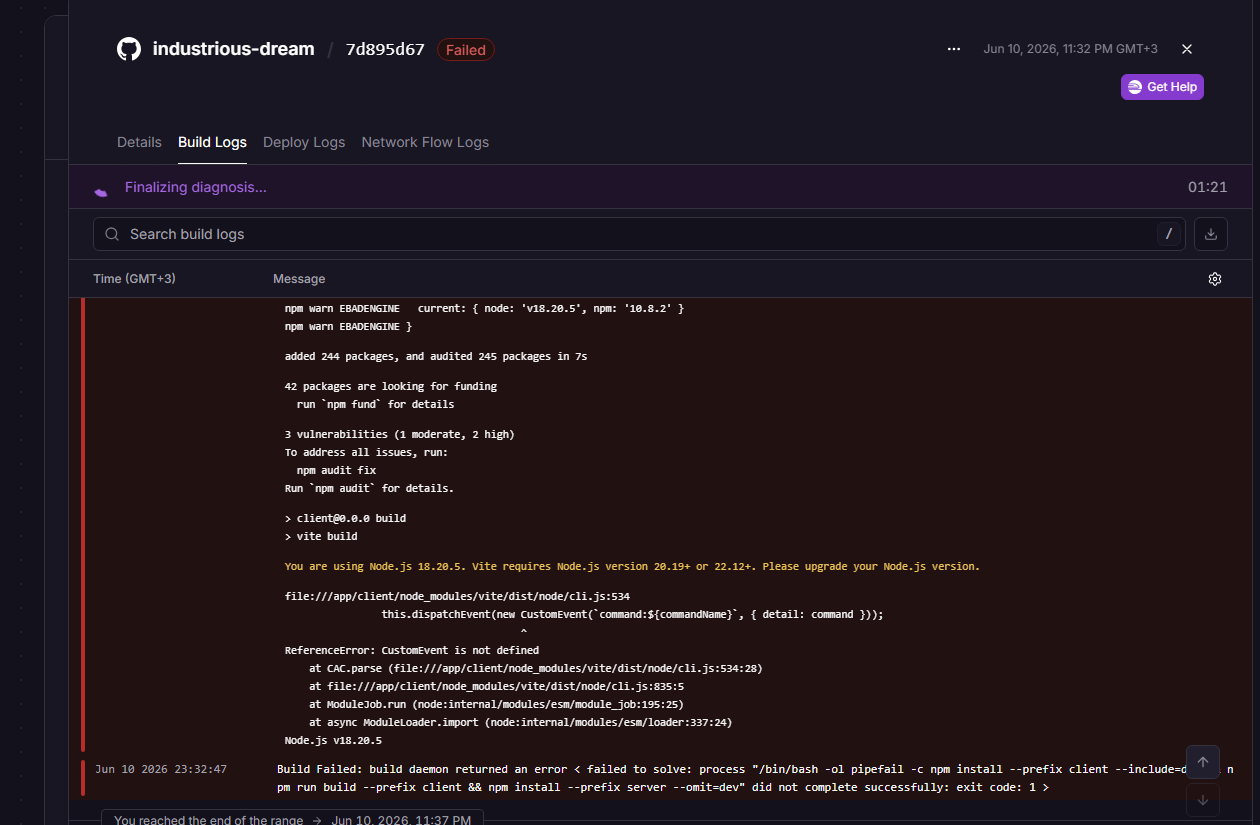 industrious-dream / 7d895d67 Failed
Jun 10, 2026, 11:32 PM GMT+3
Get Help
Details Build Logs Deploy Logs Network Flow Logs
Finalizing diagnosis... 01:21
Search build logs /
Time (GMT+3) Message
npm warn EBADENGINE   current: { node: 'v18.20.5', npm: '10.8.2' }
npm warn EBADENGINE }
added 244 packages, and audited 245 packages in 7s
42 packages are looking for funding
run `npm fund` for details
3 vulnerabilities (1 moderate, 2 high)
To address all issues, run:
npm audit fix
Run `npm audit` for details.
> client@0.0.0 build
> vite build
You are using Node.js 18.20.5. Vite requires Node.js version 20.19+ or 22.12+. Please upgrade your Node.js version.
file:///app/client/node_modules/vite/dist/node/cli.js:534
this.dispatchEvent(new CustomEvent(`command:${commandName}`, { detail: command }));
^
ReferenceError: CustomEvent is not defined
at CAC.parse (file:///app/client/node_modules/vite/dist/node/cli.js:534:28)
at file:///app/client/node_modules/vite/dist/node/cli.js:835:5
at ModuleJob.run (node:internal/modules/esm/module_job:195:25)
at async ModuleLoader.import (node:internal/modules/esm/loader:337:24)
Node.js v18.20.5
Jun 10 2026 23:32:47 Build Failed: build daemon returned an error < failed to solve: process "/bin/bash -ol pipefail -c npm install --prefix client --include=d n
pm run build --prefix client && npm install --prefix server --omit=dev" did not complete successfully: exit code: 1 >
You reached the end of the range → Jun 10, 2026, 11:37 PM